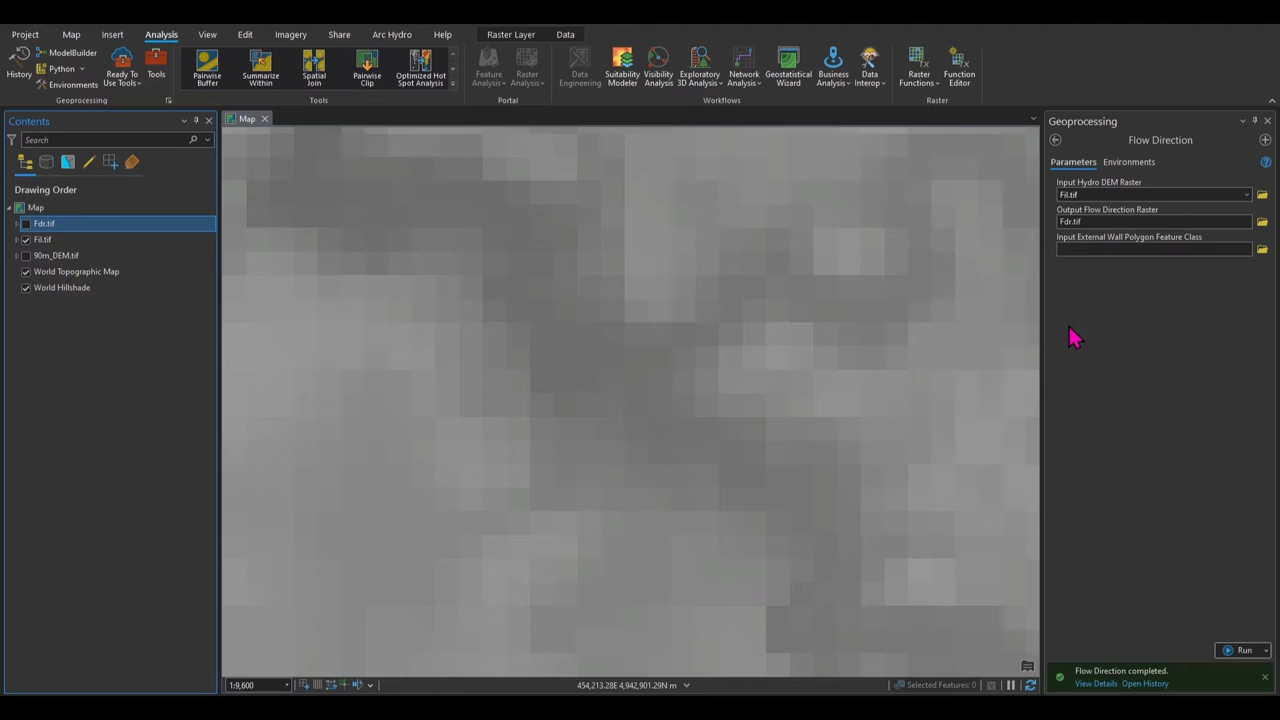 Project Map Insert Analysis View Edit Imagery Share Arc Hydro Help Raster Layer Data
History
ModelBuilder
Python
Environments
Ready To Use Tools
Tools
Geoprocessing
Pairwise Buffer
Summarize Within
Spatial Join
Pairwise Clip
Optimized Hot Spot Analysis
Tools
Feature Analysis
Raster Analysis
Portal
Data Engineering
Suitability Modeler
Visibility Analysis
Exploratory 3D Analysis
Network Analysis
Geostatistical Wizard
Business Analysis
Data Interop
Workflows
Raster Functions
Function Editor
Raster
Contents
Search
Drawing Order
Map
Fdr.tif
Fil.tif
90m_DEM.tif
World Topographic Map
World Hillshade
Map
1:9,600
454,213.28E 4,942,901.29N m
Selected Features: 0
Geoprocessing
Flow Direction
Parameters Environments
Input Hydro DEM Raster
Fil.tif
Output Flow Direction Raster
Fdr.tif
Input External Wall Polygon Feature Class
Run
Flow Direction completed.
View Details Open History